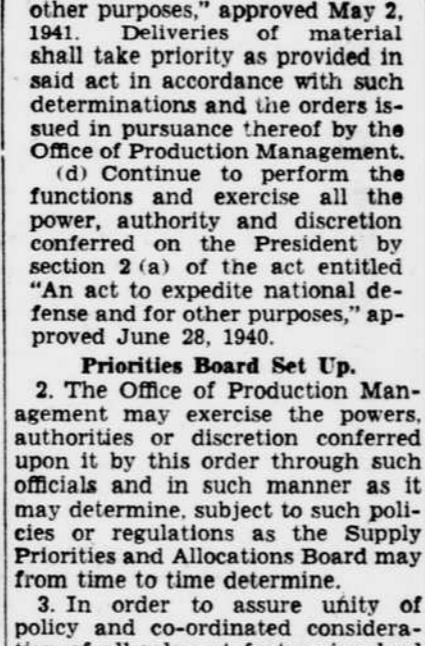 other purposes," approved May 2,
1941. Deliveries of material
shall take priority as provided in
said act in accordance with such
determinations and the orders is-
sued in pursuance thereof by the
Office of Production Management.
(d) Continue to perform the
functions and exercise all the
power, authority and discretion
conferred on the President by
section 2 (a) of the act entitled
"An act to expedite national de-
fense and for other purposes," ap-
proved June 28, 1940.
Priorities Board Set Up.
2. The Office of Production Man-
agement may exercise the powers,
authorities or discretion conferred
upon it by this order through such
officials and in such manner as it
may determine, subject to such poli-
cies or regulations as the Supply
Priorities and Allocations Board may
from time to time determine.
3. In order to assure unity of
policy and co-ordinated considera-